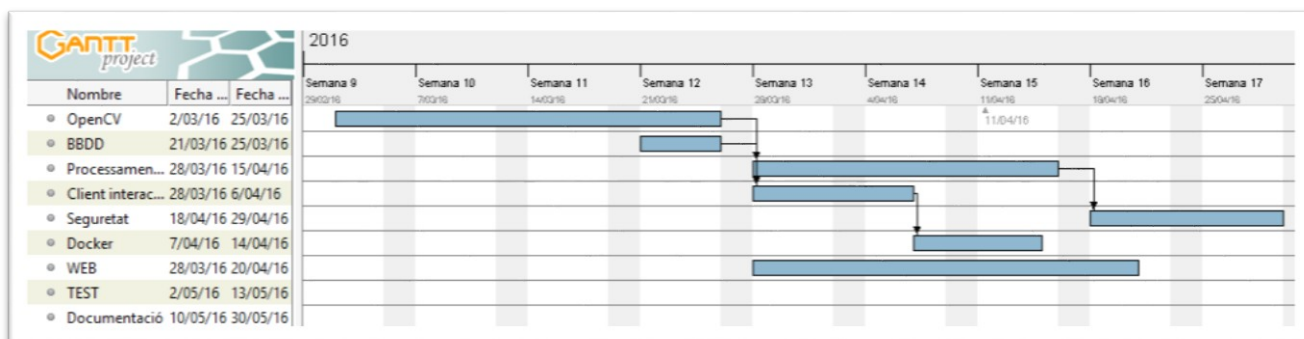 GANTT
project
2016
Semana 9 Semana 10 Semana 11 Semana 12 Semana 13 Semana 14 Semana 15 Semana 16 Semana 17
Nombre Fecha ... Fecha ...
29/02/16 7/03/16 14/03/16 21/03/16 28/03/16 4/04/16 11/04/16 18/04/16 25/04/16
OpenCV 2/03/16 25/03/16
11/04/16
BBDD 21/03/16 25/03/16
Processamen... 28/03/16 15/04/16
Client interac... 28/03/16 6/04/16
Seguretat 18/04/16 29/04/16
Docker 7/04/16 14/04/16
WEB 28/03/16 20/04/16
TEST 2/05/16 13/05/16
Documentació 10/05/16 30/05/16